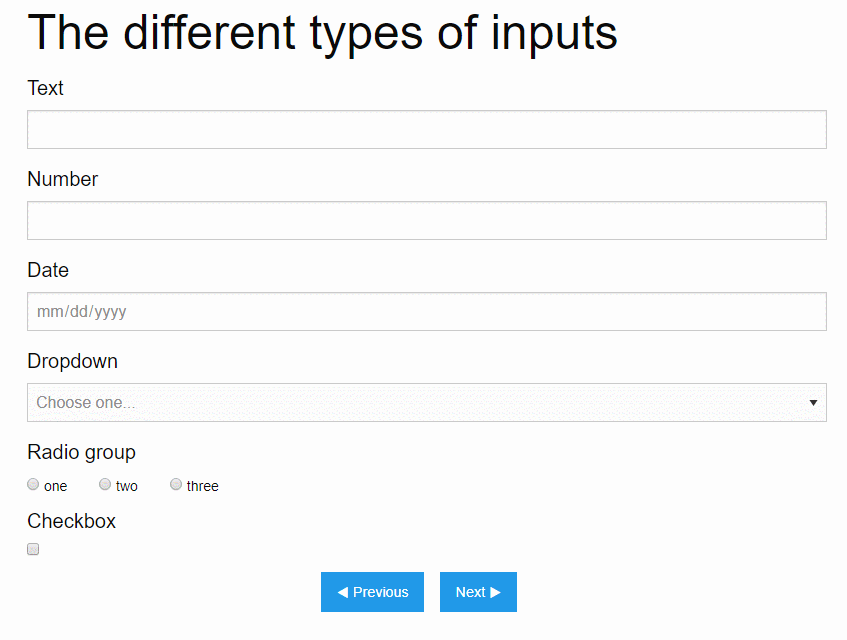 The different types of inputs
Text
Number
Date
mm/dd/yyyy
Dropdown
Choose one...
Radio group
one two three
Checkbox
Previous Next